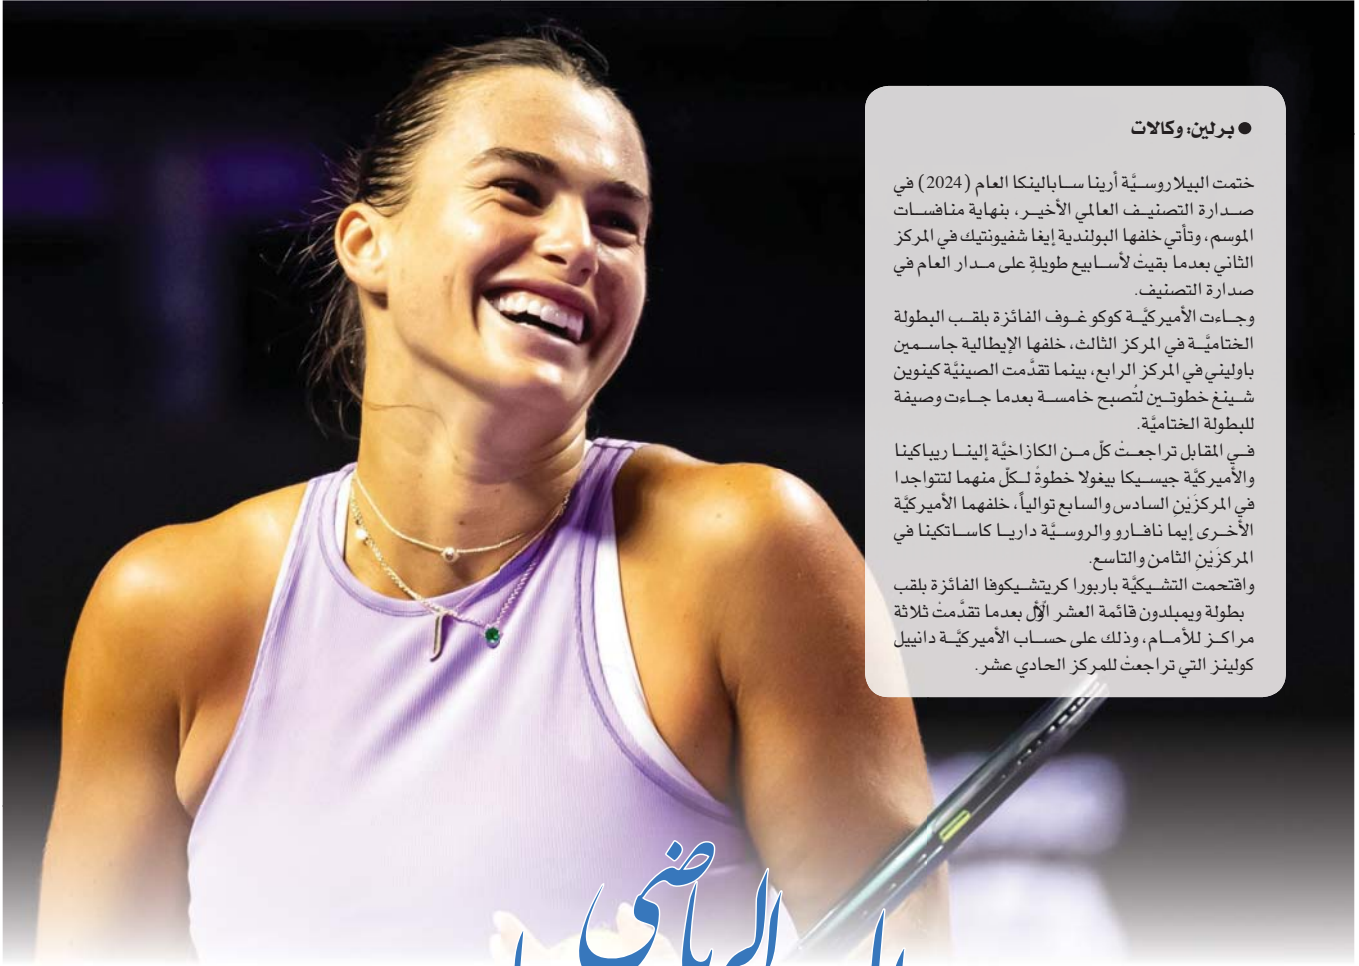 ● برلين: وكالات
ختمت البيلاروسيَّة أرينا سابالينكا العام (2024) في
صدارة التصنيف العالمي الأخير، بنهاية منافسات
الموسم، وتأتي خلفها البولندية إيغا شفيونتيك في المركز
الثاني بعدما بقيتْ لأسابيع طويلةٍ على مدار العام في
صدارة التصنيف.
وجاءت الأميركيَّة كوكو غوف الفائزة بلقب البطولة
الختاميَّة في المركز الثالث، خلفها الإيطالية جاسمين
باوليني في المركز الرابع، بينما تقدَّمت الصينيَّة كينوين
شينغ خطوتين لتُصبح خامسة بعدما جاءت وصيفة
للبطولة الختاميَّة.
في المقابل تراجعتْ كلّ من الكازاخيَّة إلينا ريباكينا
والأميركيَّة جيسيكا بيغولا خطوةً لكلّ منهما لتتواجدا
في المركزَيْنِ السادس والسابع توالياً، خلفهما الأميركيَّة
الأخرى إيما نافارو والروسيَّة داريا كاساتكينا في
المركزَيْنِ الثامن والتاسع.
واقتحمت التشيكيَّة باربورا كريتشيكوفا الفائزة بلقب
بطولة ويمبلدون قائمة العشر الأُوَّل بعدما تقدَّمتْ ثلاثة
مراكز للأمام، وذلك على حساب الأميركيَّة دانييل
كولينز التي تراجعتْ للمركز الحادي عشر.
الرياضي